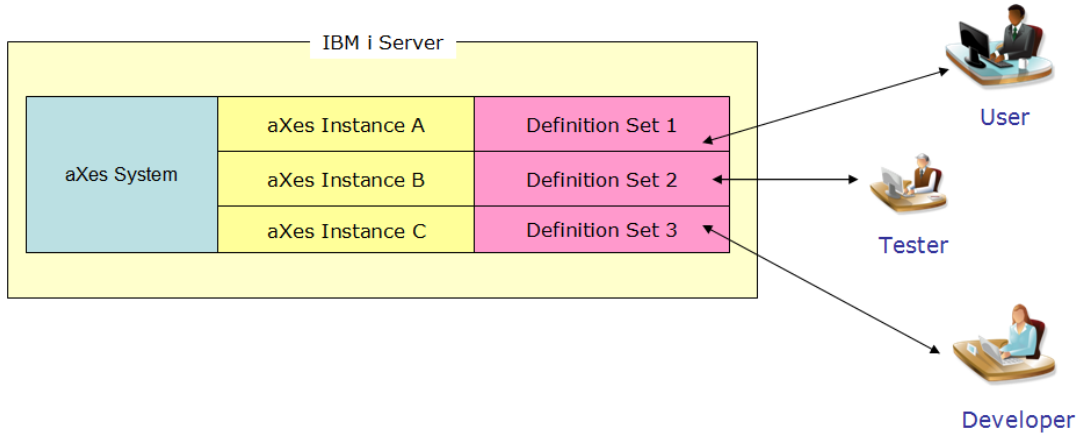 IBM i Server
aXes System
aXes Instance A
Definition Set 1
aXes Instance B
Definition Set 2
aXes Instance C
Definition Set 3
User
Tester
Developer